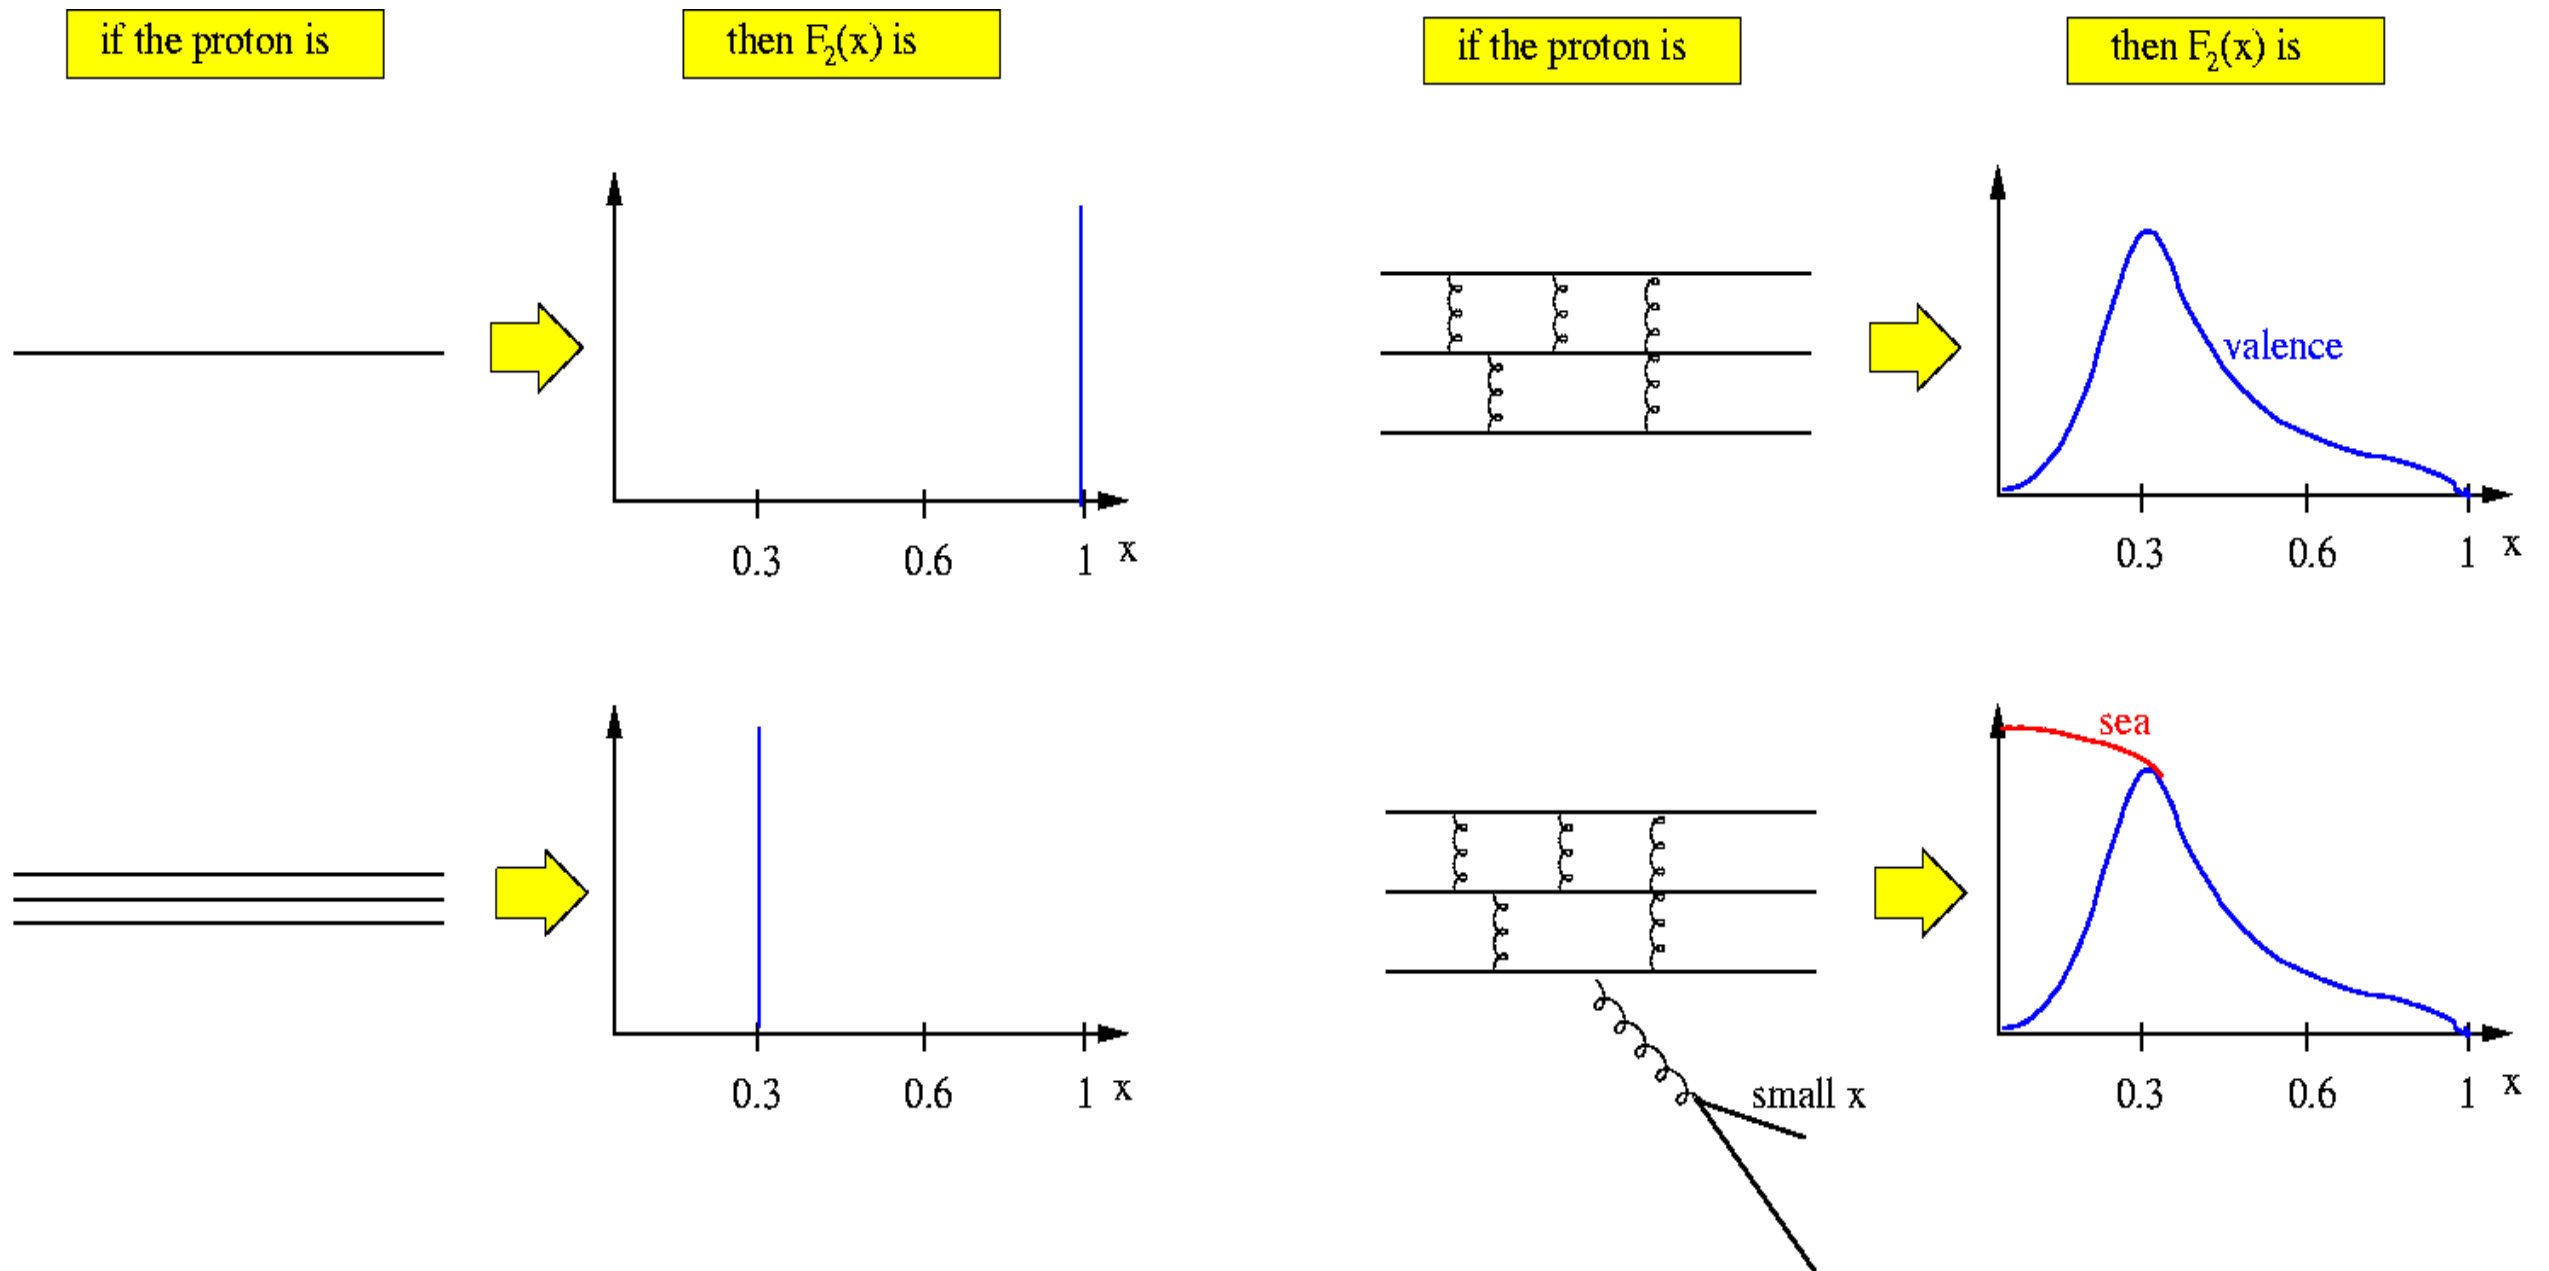 if the proton is
then F₂(x) is
if the proton is
then F₂(x) is
0.3 0.6 1 x
valence
0.3 0.6 1 x
0.3 0.6 1 x
sea
small x
0.3 0.6 1 x